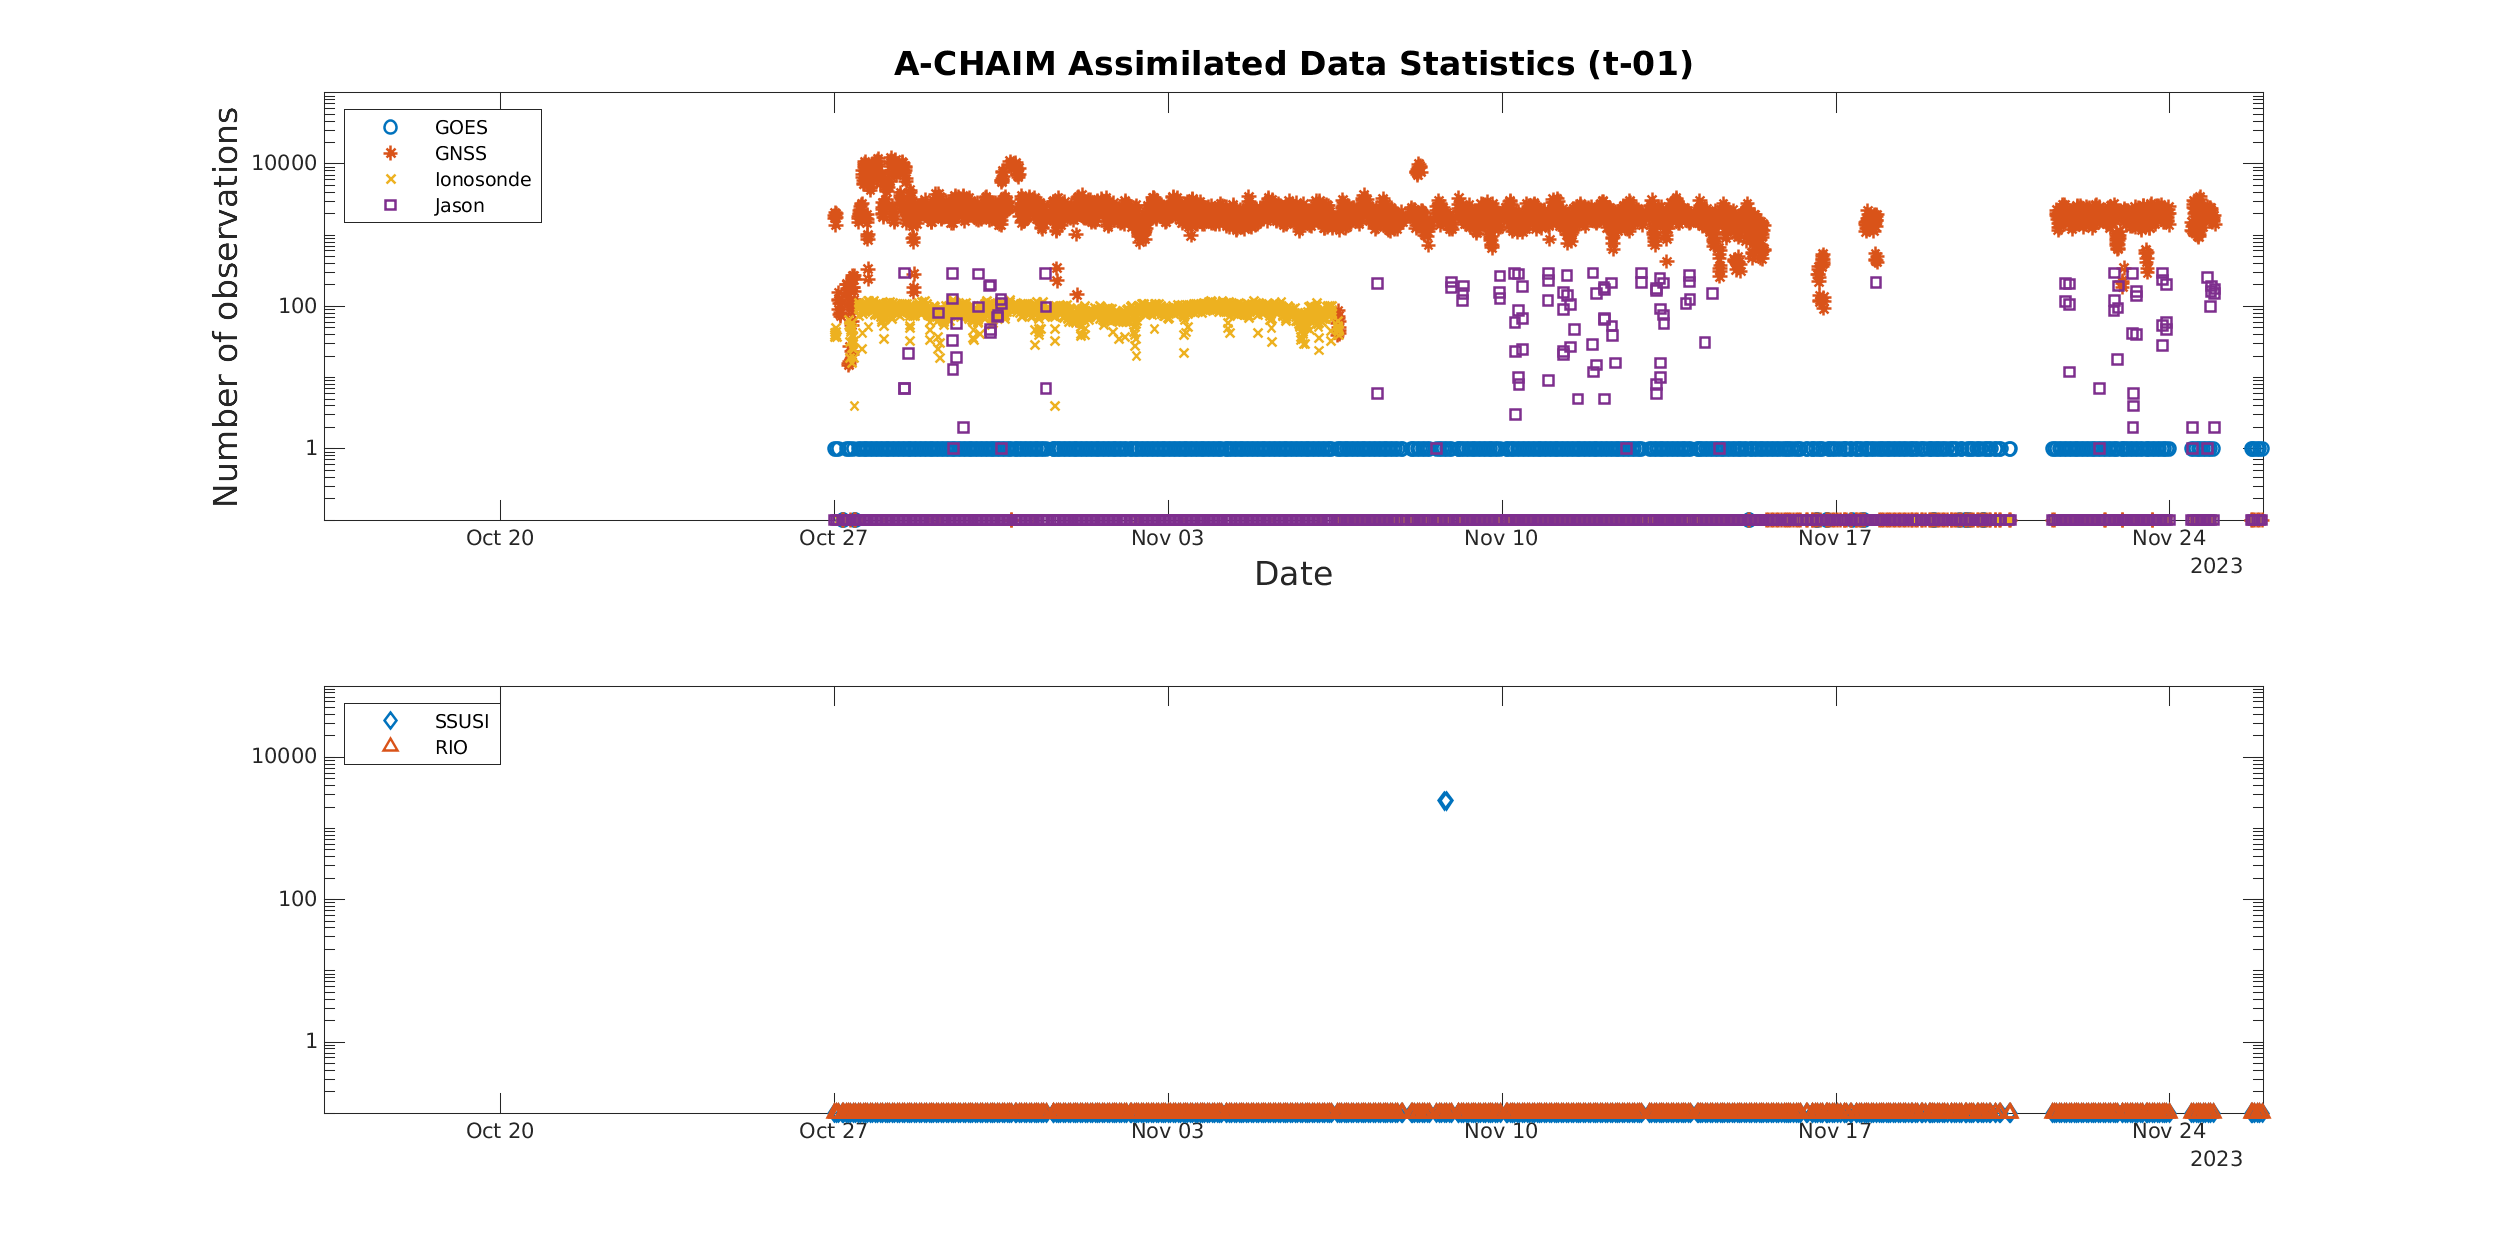 A-CHAIM Assimilated Data Statistics (t-01)
Number of observations
GOES
GNSS
Ionosonde
Jason
10000
100
1
Oct 20
Oct 27
Nov 03
Nov 10
Nov 17
Nov 24
2023
Date
SSUSI
RIO
10000
100
1
Oct 20
Oct 27
Nov 03
Nov 10
Nov 17
Nov 24
2023